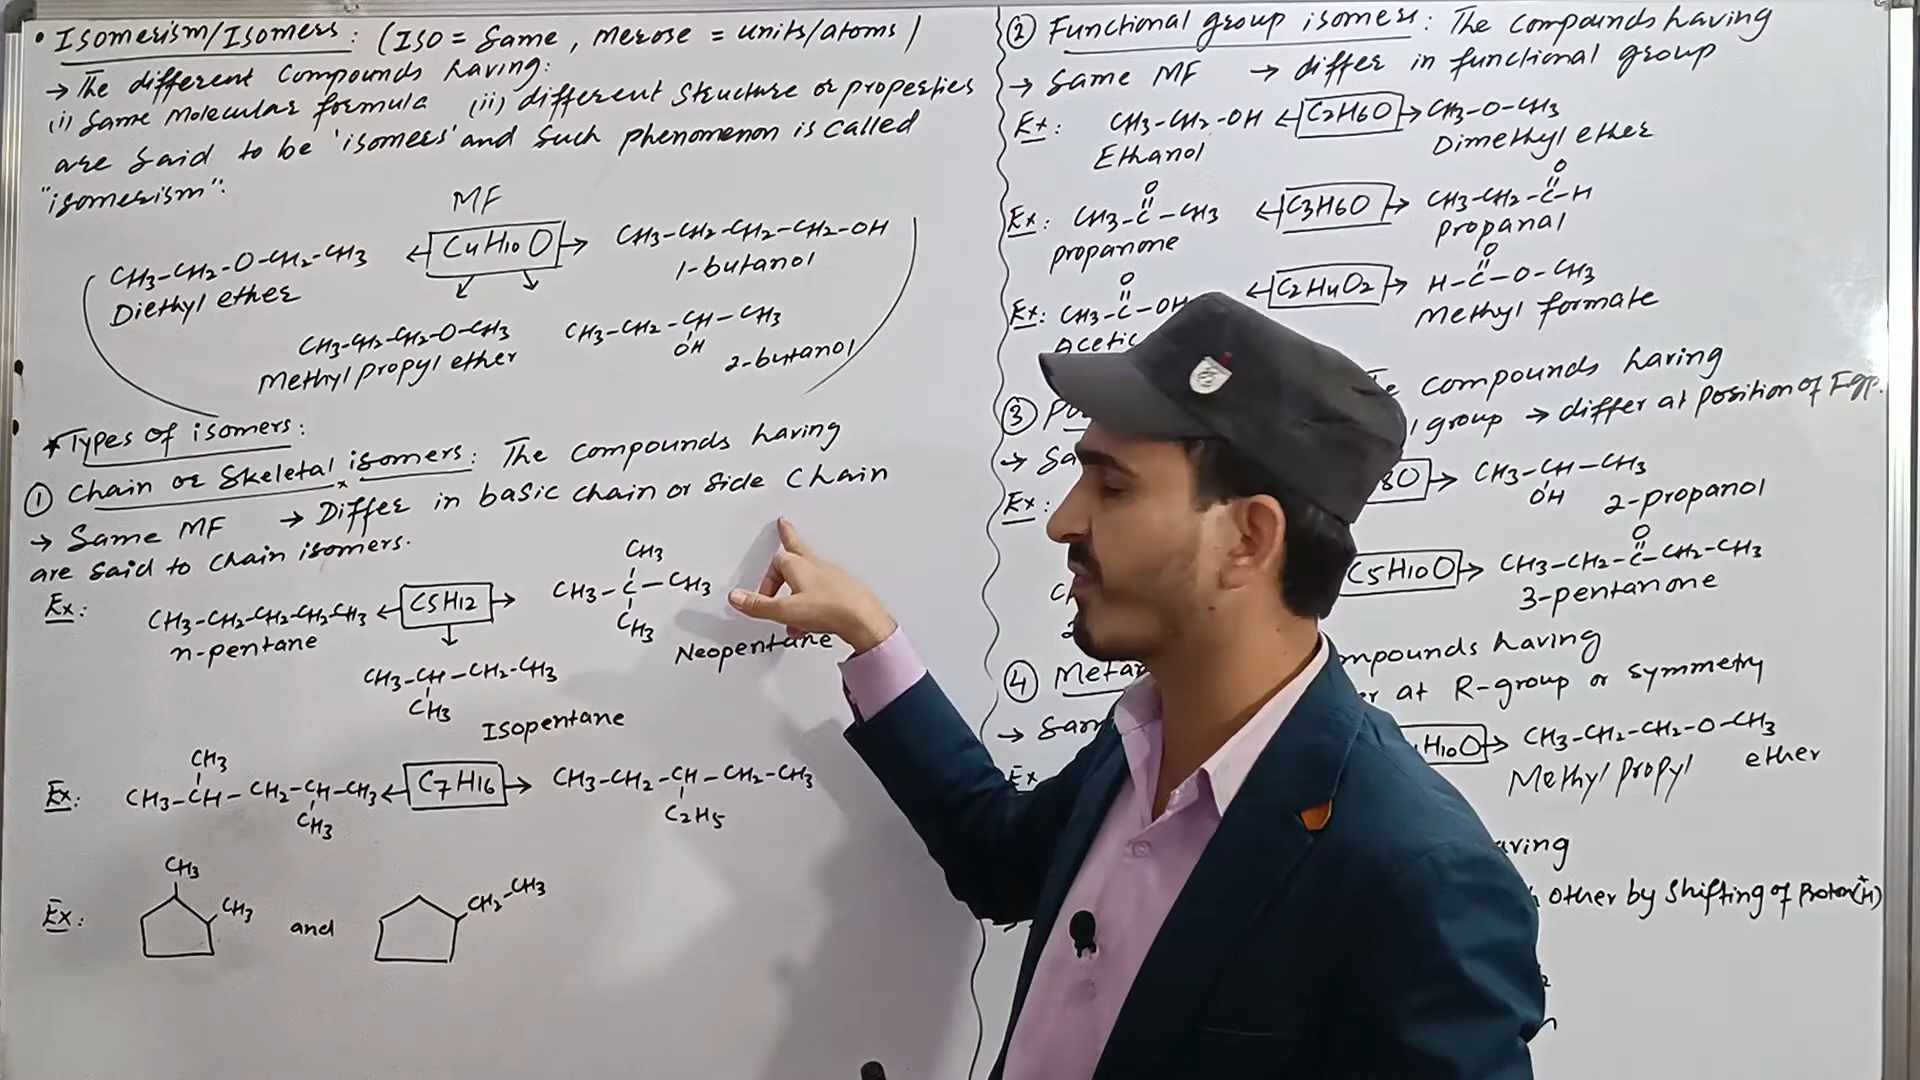 • Isomerism/Isomers: (Iso = Same, merose = units/atoms)
→ The different Compounds having:
(i) Same Molecular formula (ii) different Structure or properties
are said to be 'isomers' and such phenomenon is called
"isomerism":
MF
CH3-CH2-O-CH2-CH3 ← C4H10O → CH3-CH2-CH2-CH2-OH
Diethyl ether
1-butanol
CH3-CH2-CH2-O-CH3
Methyl propyl ether
CH3-CH2-CH-CH3
OH
2-butanol
* Types of isomers:
① Chain or Skeletal isomers: The Compounds having
→ Same MF → Differ in basic chain or Side Chain
are said to chain isomers.
Ex: CH3-CH2-CH2-CH2-CH3 ← C5H12 →
n-pentane
CH3
CH3-C-CH3
CH3
Neopentane
CH3-CH-CH2-CH3
CH3
Isopentane
CH3
Ex: CH3-CH-CH2-CH-CH3 ← C7H16 → CH3-CH2-CH-CH2-CH3
CH3
C2H5
CH3
Ex: CH3 and CH2-CH3
② Functional group isomers: The Compounds having
→ Same MF → differ in functional group
Ex: CH3-CH2-OH ← C2H6O → CH3-O-CH3
Ethanol
Dimethyl ether
O
O
Ex: CH3-C-CH3 ← C3H6O → CH3-CH2-C-H
propanone
propanal
O
O
Ex: CH3-C-OH ← C2H4O2 → H-C-O-CH3
Acetic
Methyl formate
③
compounds having
group → differ at position of Fgp.
Ex:
8O → CH3-CH-CH3
OH
2-propanol
O
C5H10O → CH3-CH2-C-CH2-CH3
3-pentanone
④
having
at R-group or symmetry
Ex
H10O → CH3-CH2-CH2-O-CH3
Methyl propyl ether
other by Shifting of Proton(H+)